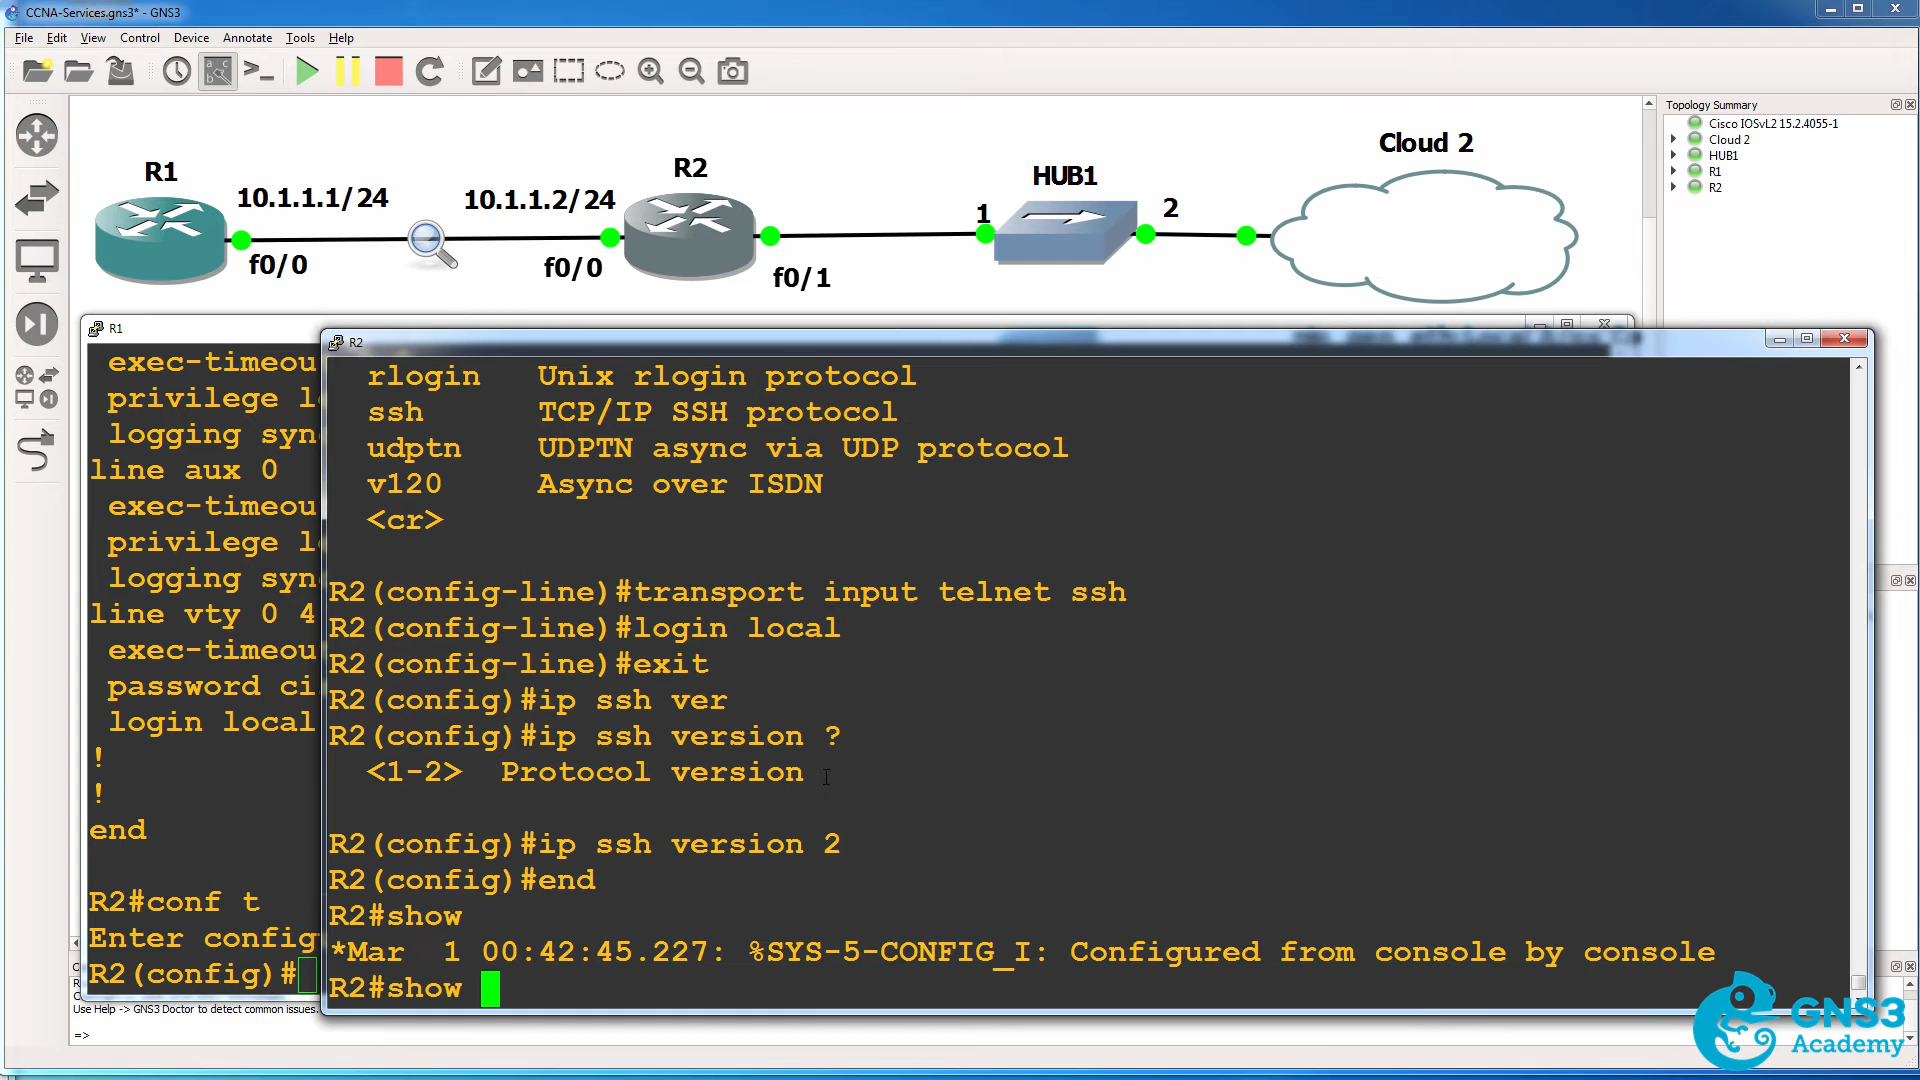 CCNA-Services.gns3* - GNS3
File Edit View Control Device Annotate Tools Help
Topology Summary
Cisco IOSvL2 15.2.4055-1
Cloud 2
HUB1
R1
R2
R1
10.1.1.1/24
f0/0
10.1.1.2/24
f0/0
R2
f0/1
HUB1
1
2
Cloud 2
R1
exec-timeou
privilege l
logging syn
line aux 0
exec-timeou
privilege l
logging syn
line vty 0 4
exec-timeou
password ci
login local
!
!
end
R2#conf t
Enter config
R2(config)#
R2
rlogin Unix rlogin protocol
ssh TCP/IP SSH protocol
udptn UDPTN async via UDP protocol
v120 Async over ISDN
<cr>
R2(config-line)#transport input telnet ssh
R2(config-line)#login local
R2(config-line)#exit
R2(config)#ip ssh ver
R2(config)#ip ssh version ?
<1-2> Protocol version
R2(config)#ip ssh version 2
R2(config)#end
R2#show
*Mar 1 00:42:45.227: %SYS-5-CONFIG_I: Configured from console by console
R2#show
Use Help -> GNS3 Doctor to detect common issues.
=>
GNS3
Academy